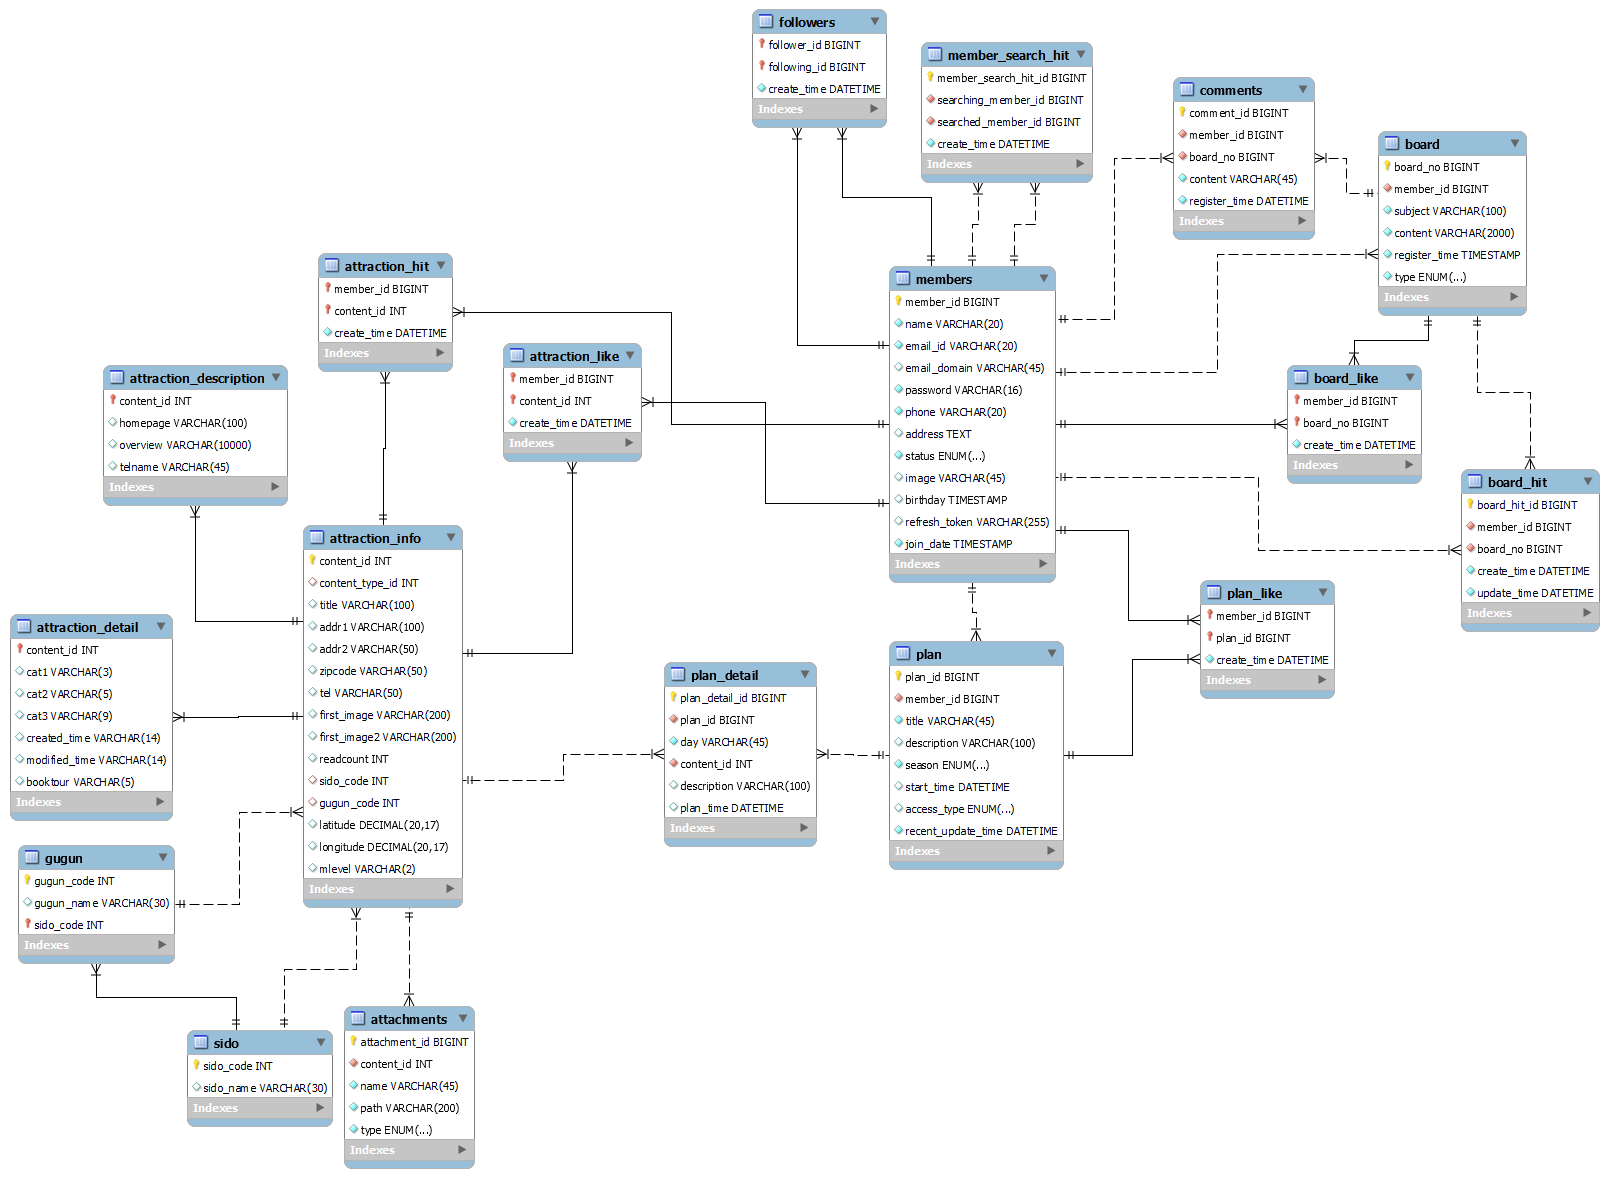 followers
follower_id BIGINT
following_id BIGINT
create_time DATETIME
Indexes
member_search_hit
member_search_hit_id BIGINT
searching_member_id BIGINT
searched_member_id BIGINT
create_time DATETIME
Indexes
comments
comment_id BIGINT
member_id BIGINT
board_no BIGINT
content VARCHAR(45)
register_time DATETIME
Indexes
board
board_no BIGINT
member_id BIGINT
subject VARCHAR(100)
content VARCHAR(2000)
register_time TIMESTAMP
type ENUM(...)
Indexes
attraction_hit
member_id BIGINT
content_id INT
create_time DATETIME
Indexes
members
member_id BIGINT
name VARCHAR(20)
email_id VARCHAR(20)
email_domain VARCHAR(45)
password VARCHAR(16)
phone VARCHAR(20)
address TEXT
status ENUM(...)
image VARCHAR(45)
birthday TIMESTAMP
refresh_token VARCHAR(255)
join_date TIMESTAMP
Indexes
attraction_like
member_id BIGINT
content_id INT
create_time DATETIME
Indexes
attraction_description
content_id INT
homepage VARCHAR(100)
overview VARCHAR(10000)
telname VARCHAR(45)
Indexes
board_like
member_id BIGINT
board_no BIGINT
create_time DATETIME
Indexes
board_hit
board_hit_id BIGINT
member_id BIGINT
board_no BIGINT
create_time DATETIME
update_time DATETIME
Indexes
attraction_info
content_id INT
content_type_id INT
title VARCHAR(100)
addr1 VARCHAR(100)
addr2 VARCHAR(50)
zipcode VARCHAR(50)
tel VARCHAR(50)
first_image VARCHAR(200)
first_image2 VARCHAR(200)
readcount INT
sido_code INT
gugun_code INT
latitude DECIMAL(20,17)
longitude DECIMAL(20,17)
mlevel VARCHAR(2)
Indexes
plan_like
member_id BIGINT
plan_id BIGINT
create_time DATETIME
Indexes
attraction_detail
content_id INT
cat1 VARCHAR(3)
cat2 VARCHAR(5)
cat3 VARCHAR(9)
created_time VARCHAR(14)
modified_time VARCHAR(14)
booktour VARCHAR(5)
Indexes
plan
plan_id BIGINT
member_id BIGINT
title VARCHAR(45)
description VARCHAR(100)
season ENUM(...)
start_time DATETIME
access_type ENUM(...)
recent_update_time DATETIME
Indexes
plan_detail
plan_detail_id BIGINT
plan_id BIGINT
day VARCHAR(45)
content_id INT
description VARCHAR(100)
plan_time DATETIME
Indexes
gugun
gugun_code INT
gugun_name VARCHAR(30)
sido_code INT
Indexes
sido
sido_code INT
sido_name VARCHAR(30)
Indexes
attachments
attachment_id BIGINT
content_id INT
name VARCHAR(45)
path VARCHAR(200)
type ENUM(...)
Indexes